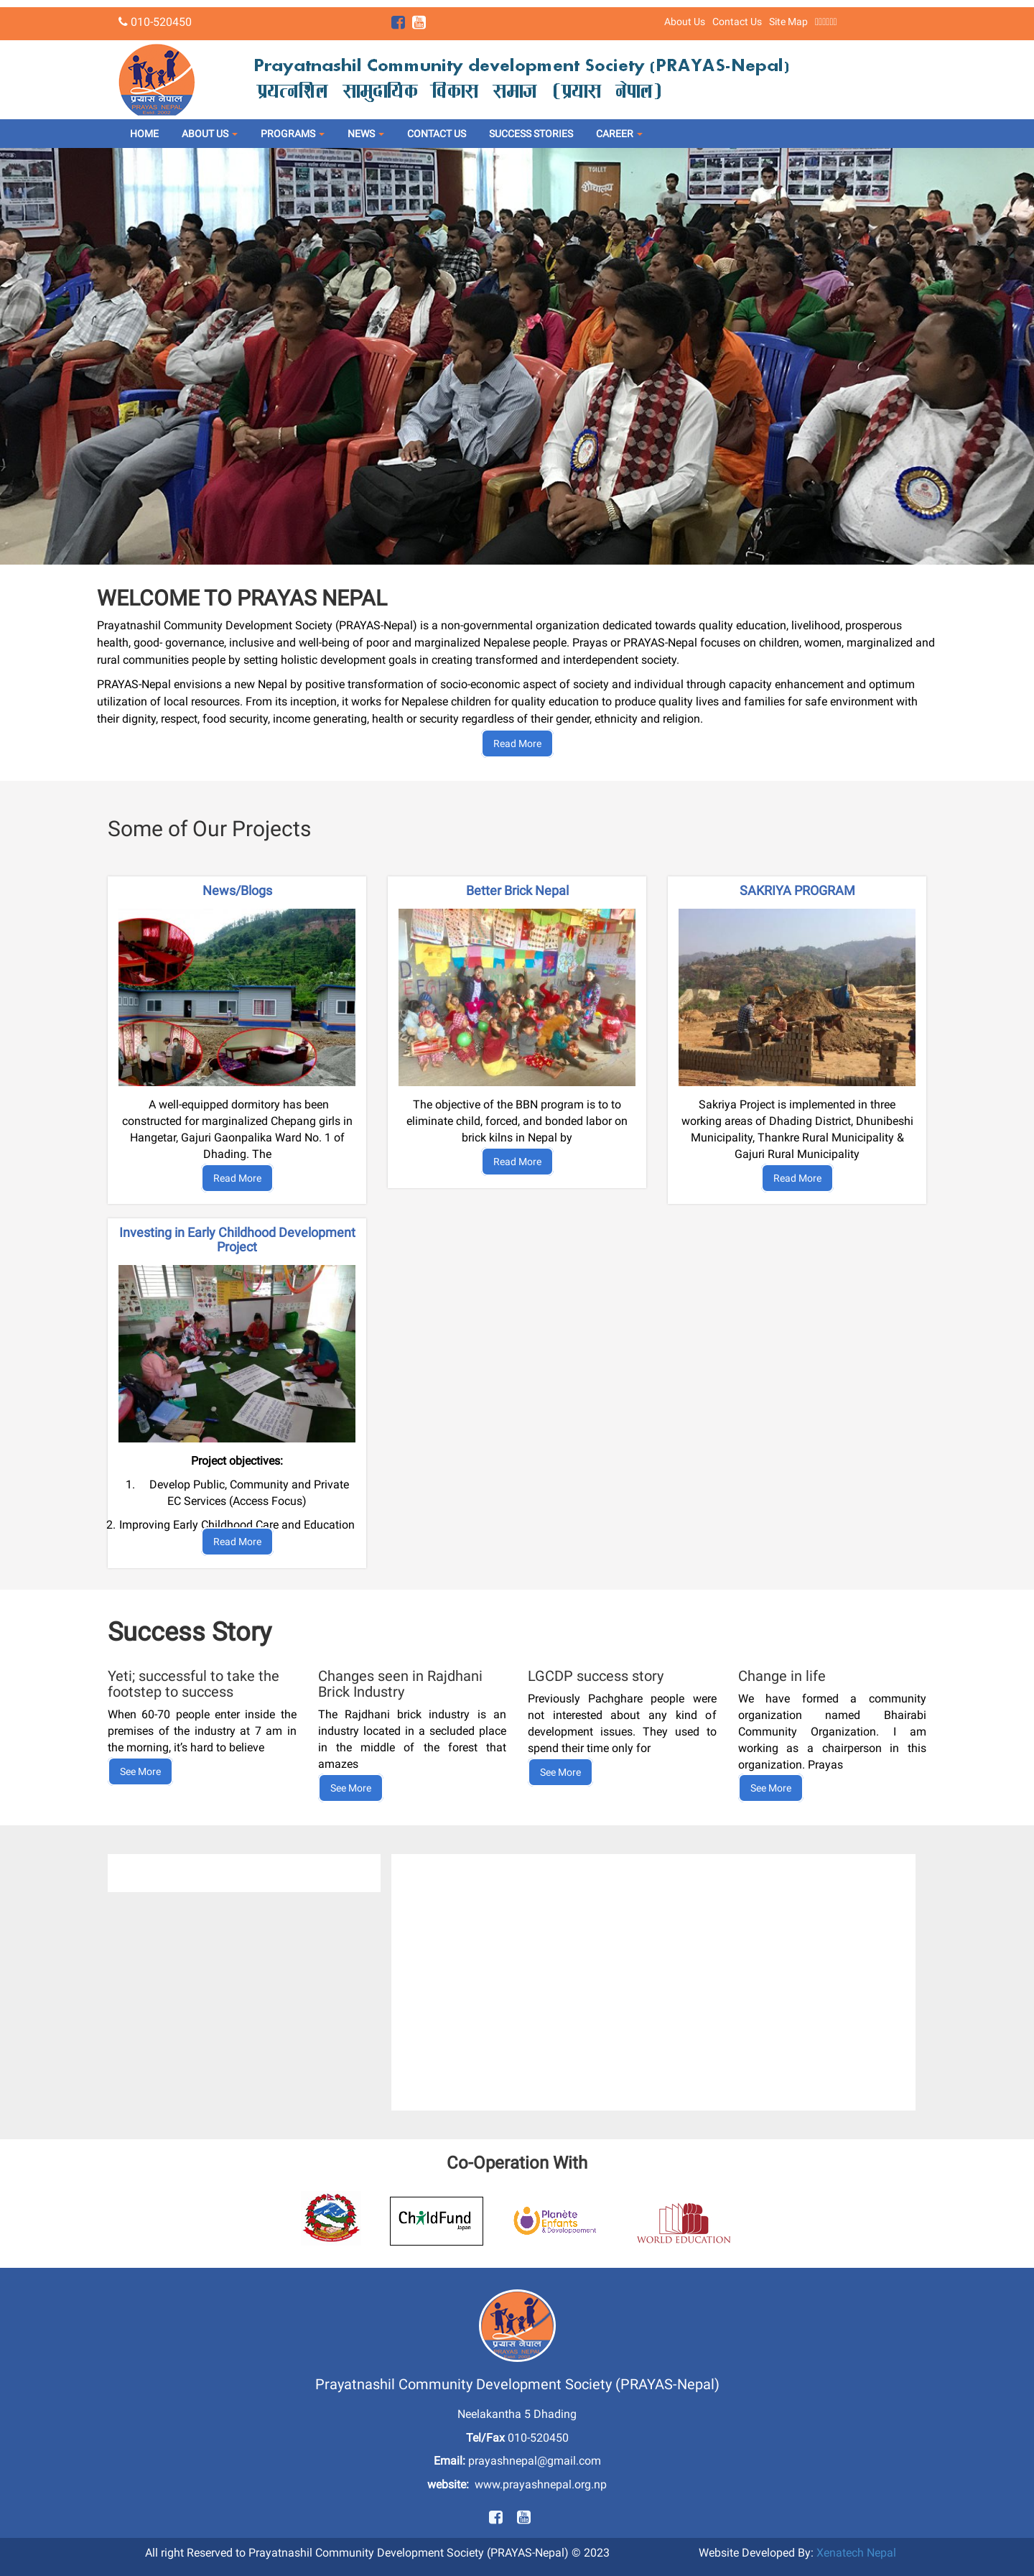 010-520450
About Us Contact Us Site Map
प्रयास नेपाल
PRAYAS NEPAL
Prayatnashil Community development Society (PRAYAS-Nepal)
प्रयत्नशिल सामुदायिक विकास समाज (प्रयास नेपाल)
HOME ABOUT US PROGRAMS NEWS CONTACT US SUCCESS STORIES CAREER
TOILET
शौचालय
WELCOME TO PRAYAS NEPAL
Prayatnashil Community Development Society (PRAYAS-Nepal) is a non-governmental organization dedicated towards quality education, livelihood, prosperous
health, good- governance, inclusive and well-being of poor and marginalized Nepalese people. Prayas or PRAYAS-Nepal focuses on children, women, marginalized and
rural communities people by setting holistic development goals in creating transformed and interdependent society.
PRAYAS-Nepal envisions a new Nepal by positive transformation of socio-economic aspect of society and individual through capacity enhancement and optimum
utilization of local resources. From its inception, it works for Nepalese children for quality education to produce quality lives and families for safe environment with
their dignity, respect, food security, income generating, health or security regardless of their gender, ethnicity and religion.
Read More
Some of Our Projects
News/Blogs
A well-equipped dormitory has been
constructed for marginalized Chepang girls in
Hangetar, Gajuri Gaonpalika Ward No. 1 of
Dhading. The
Read More
Better Brick Nepal
The objective of the BBN program is to to
eliminate child, forced, and bonded labor on
brick kilns in Nepal by
Read More
SAKRIYA PROGRAM
Sakriya Project is implemented in three
working areas of Dhading District, Dhunibeshi
Municipality, Thankre Rural Municipality &
Gajuri Rural Municipality
Read More
Investing in Early Childhood Development
Project
Project objectives:
1. Develop Public, Community and Private
EC Services (Access Focus)
2. Improving Early Childhood Care and Education
Read More
Success Story
Yeti; successful to take the
footstep to success
When 60-70 people enter inside the
premises of the industry at 7 am in
the morning, it's hard to believe
See More
Changes seen in Rajdhani
Brick Industry
The Rajdhani brick industry is an
industry located in a secluded place
in the middle of the forest that
amazes
See More
LGCDP success story
Previously Pachghare people were
not interested about any kind of
development issues. They used to
spend their time only for
See More
Change in life
We have formed a community
organization named Bhairabi
Community Organization. I am
working as a chairperson in this
organization. Prayas
See More
Co-Operation With
ChildFund
Japan
Planète
Enfants
& Développement
WORLD EDUCATION
प्रयास नेपाल
PRAYAS NEPAL
Prayatnashil Community Development Society (PRAYAS-Nepal)
Neelakantha 5 Dhading
Tel/Fax 010-520450
Email: prayashnepal@gmail.com
website: www.prayashnepal.org.np
All right Reserved to Prayatnashil Community Development Society (PRAYAS-Nepal) © 2023
Website Developed By: Xenatech Nepal